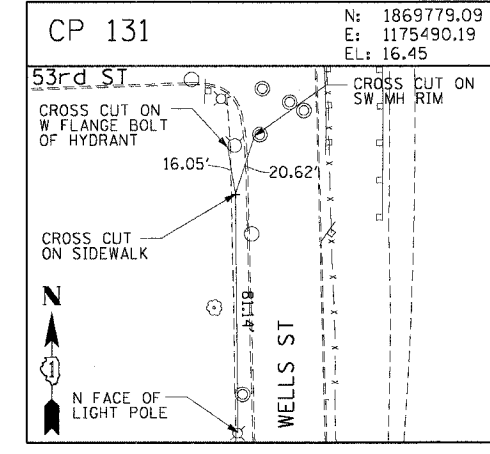 CP 131
N: 1869779.09
E: 1175490.19
EL: 16.45
53rd ST
CROSS CUT ON
W FLANGE BOLT
OF HYDRANT
CROSS CUT ON
SW MH RIM
16.05'
20.62'
CROSS CUT
ON SIDEWALK
N
1
81.14'
WELLS ST
N FACE OF
LIGHT POLE